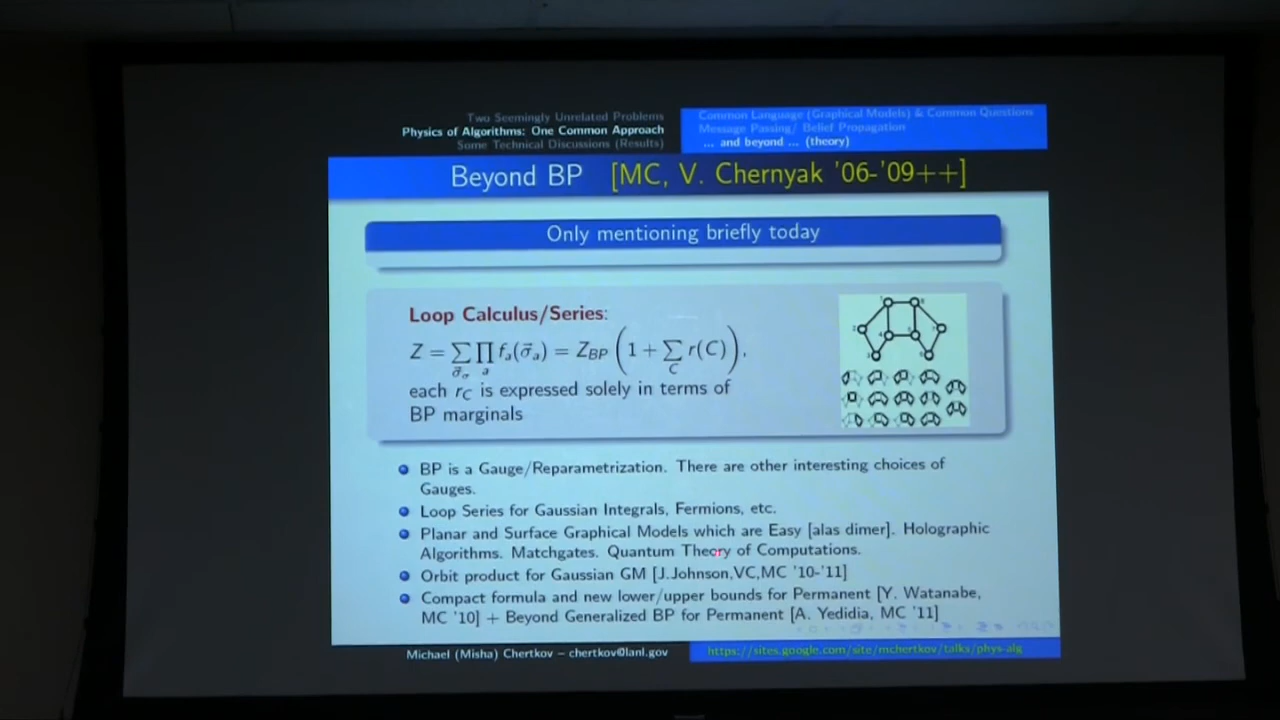 Two Seemingly Unrelated Problems
Physics of Algorithms: One Common Approach
Some Technical Discussions (Results)
Common Language (Graphical Models) & Common Questions
Message Passing/ Belief Propagation
... and beyond ... (theory)
Beyond BP [MC, V. Chernyak '06-'09++]
Only mentioning briefly today
Loop Calculus/Series:
Z = ∑_{σ⃗_σ} ∏_a f_a(σ⃗_a) = Z_BP (1 + ∑_C r(C)),
each r_C is expressed solely in terms of
BP marginals
BP is a Gauge/Reparametrization. There are other interesting choices of
Gauges.
Loop Series for Gaussian Integrals, Fermions, etc.
Planar and Surface Graphical Models which are Easy [alas dimer]. Holographic
Algorithms. Matchgates. Quantum Theory of Computations.
Orbit product for Gaussian GM [J.Johnson,VC,MC '10-'11]
Compact formula and new lower/upper bounds for Permanent [Y. Watanabe,
MC '10] + Beyond Generalized BP for Permanent [A. Yedidia, MC '11]
Michael (Misha) Chertkov – chertkov@lanl.gov
https://sites.google.com/site/mchertkov/talks/phys-alg